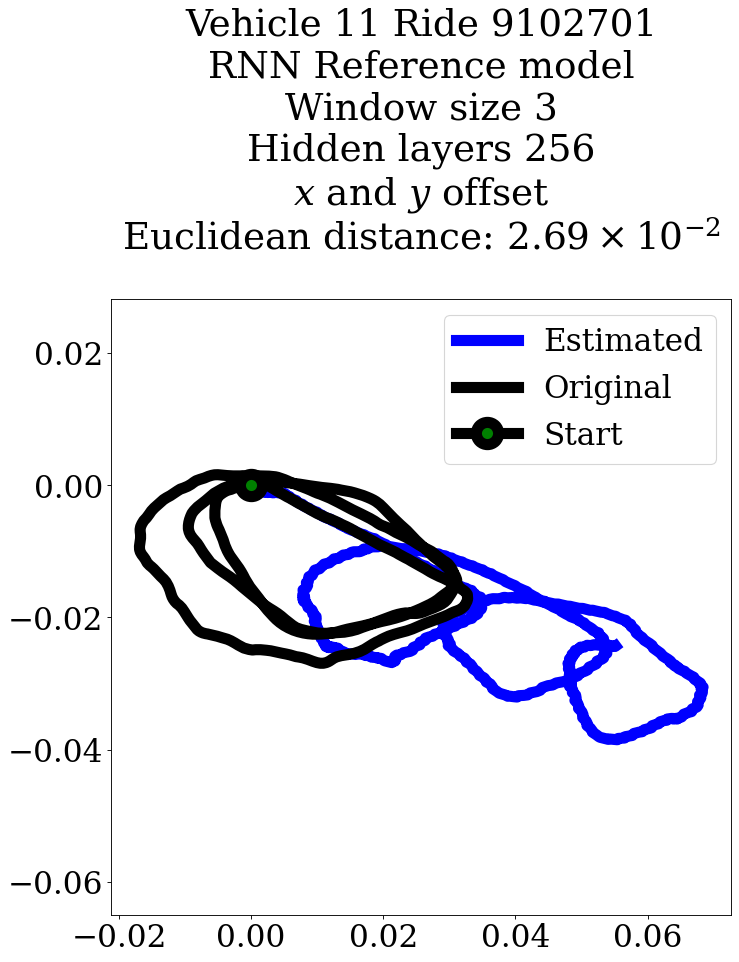 Vehicle 11 Ride 9102701
RNN Reference model
Window size 3
Hidden layers 256
x and y offset
Euclidean distance: 2.69 × 10⁻²
Estimated
Original
Start
0.02
0.00
−0.02
−0.04
−0.06
−0.02 0.00 0.02 0.04 0.06